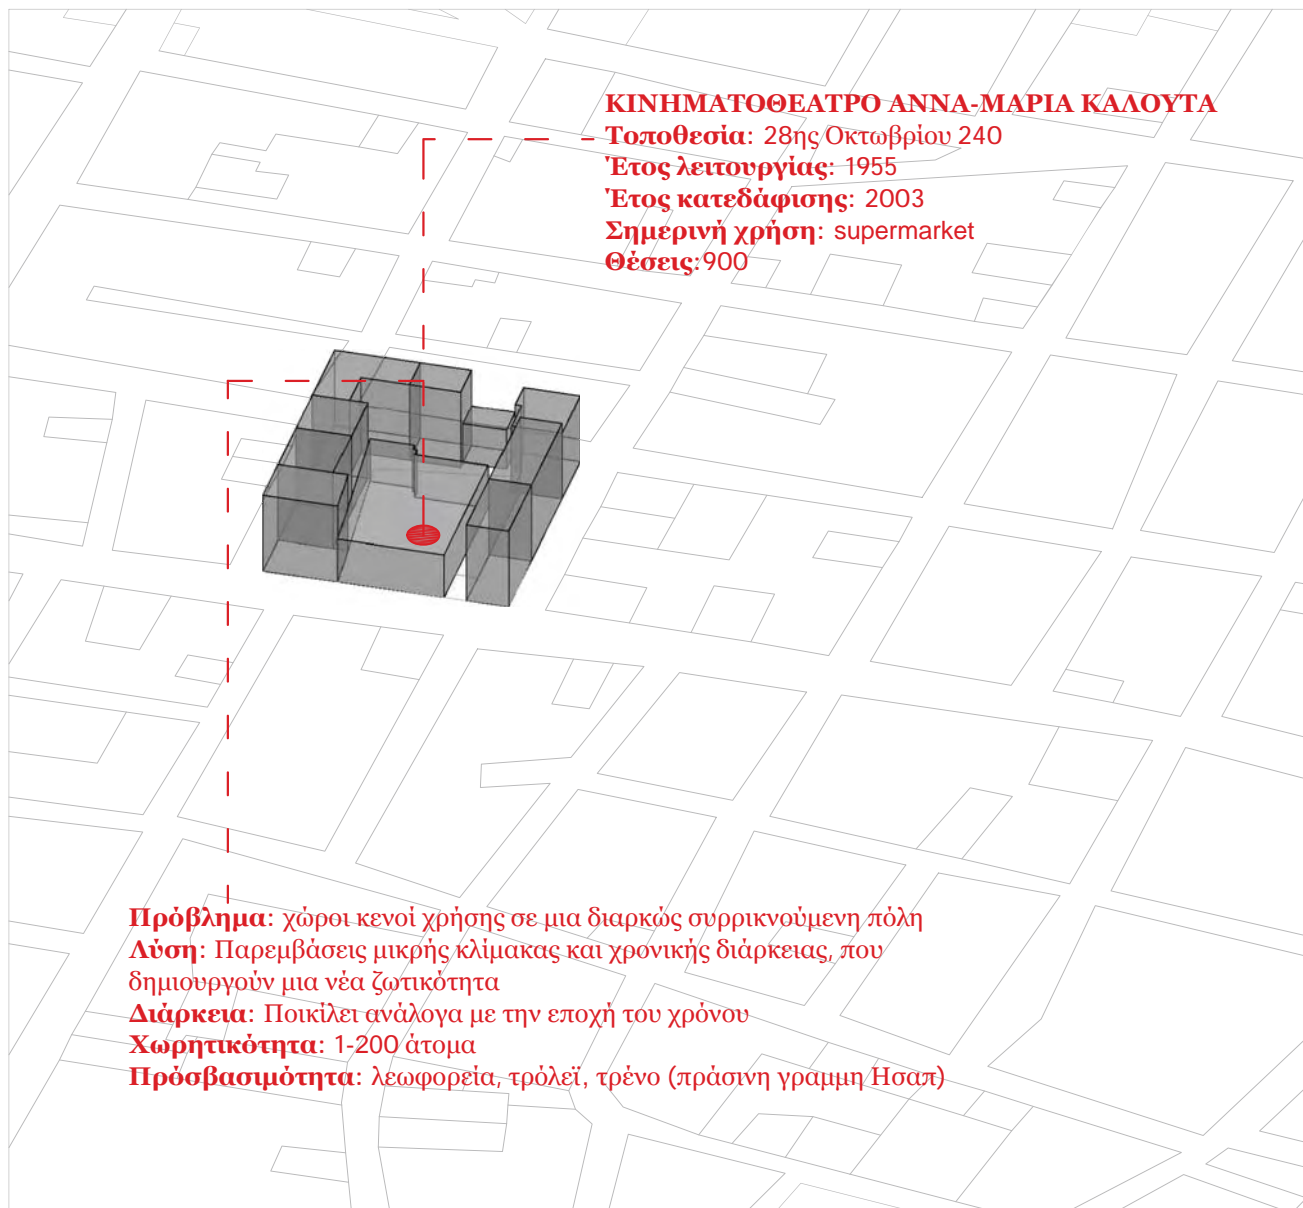 ΚΙΝΗΜΑΤΟΘΕΑΤΡΟ ΑΝΝΑ-ΜΑΡΙΑ ΚΑΛΟΥΤΑ
Τοποθεσία: 28ης Οκτωβρίου 240
Έτος λειτουργίας: 1955
Έτος κατεδάφισης: 2003
Σημερινή χρήση: supermarket
Θέσεις:900
Πρόβλημα: χώροι κενοί χρήσης σε μια διαρκώς συρρικνούμενη πόλη
Λύση: Παρεμβάσεις μικρής κλίμακας και χρονικής διάρκειας, που
δημιουργούν μια νέα ζωτικότητα
Διάρκεια: Ποικίλει ανάλογα με την εποχή του χρόνου
Χωρητικότητα: 1-200 άτομα
Πρόσβασιμότητα: λεωφορεία, τρόλεϊ, τρένο (πράσινη γραμμη Ησαπ)